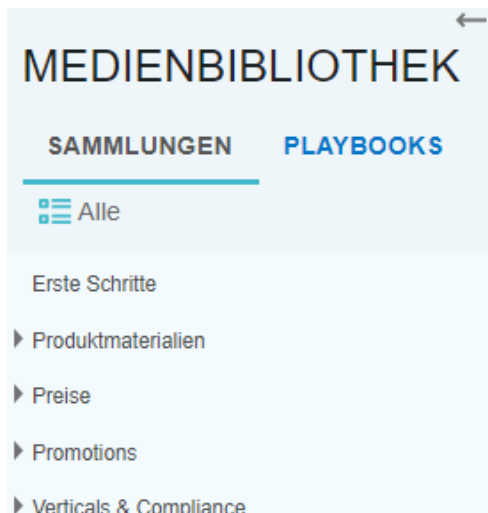 MEDIENBIBLIOTHEK
SAMMLUNGEN PLAYBOOKS
Alle
Erste Schritte
Produktmaterialien
Preise
Promotions
Verticals & Compliance